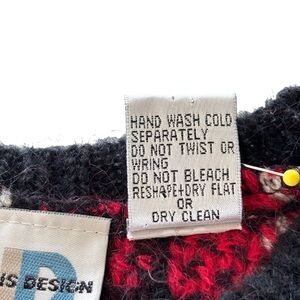 HAND WASH COLD
SEPARATELY
DO NOT TWIST OR
WRING
DO NOT BLEACH
RESHAPE+DRY FLAT
OR
DRY CLEAN
IS DESIGN